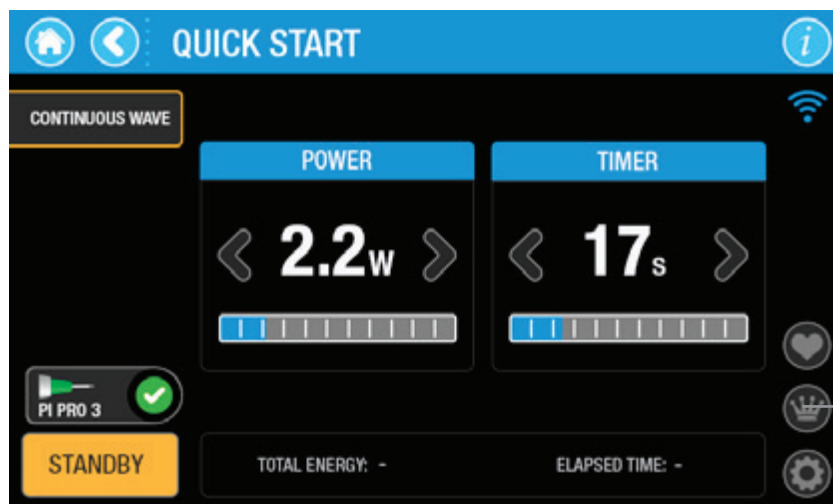 QUICK START
i
CONTINUOUS WAVE
POWER
TIMER
2.2W
17s
PI PRO 3
STANDBY
TOTAL ENERGY: -
ELAPSED TIME: -